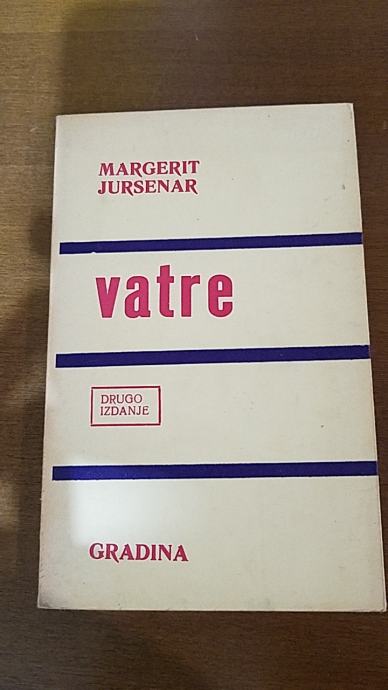 MARGERIT
JURSENAR
vatre
DRUGO
IZDANJE
GRADINA